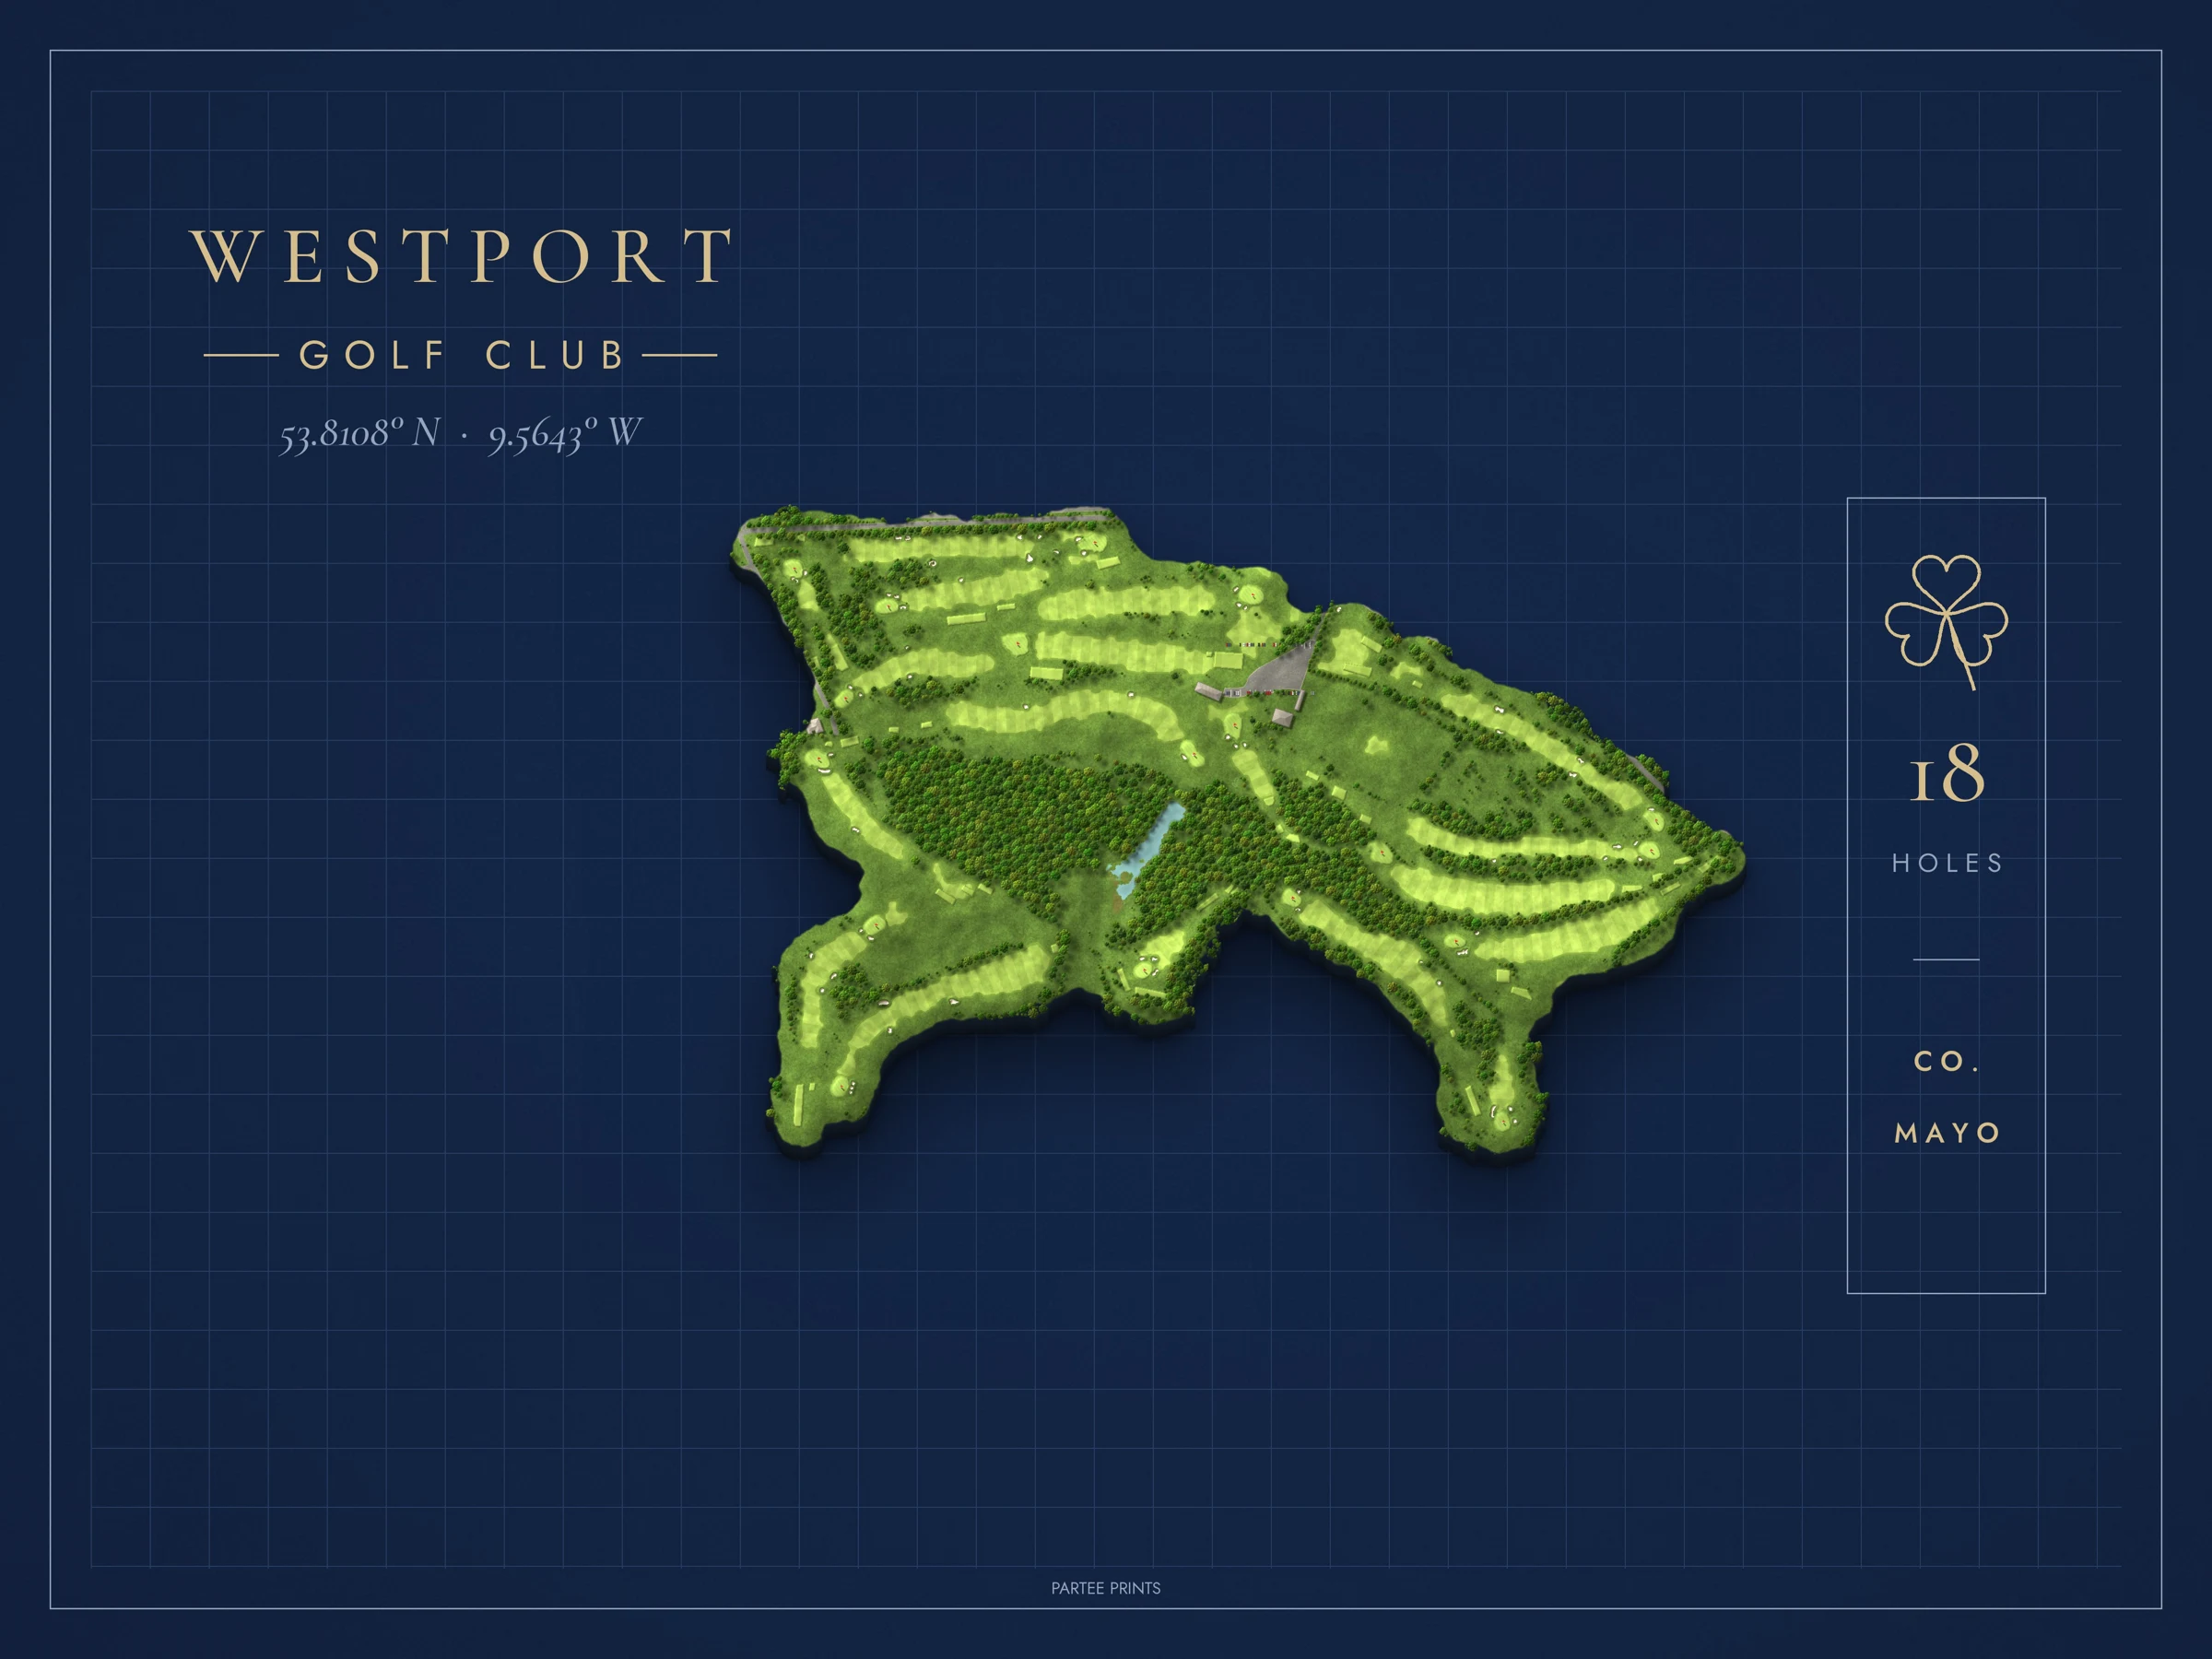 WESTPORT
GOLF CLUB
53.8108° N · 9.5643° W
18
HOLES
CO.
MAYO
PARTEE PRINTS